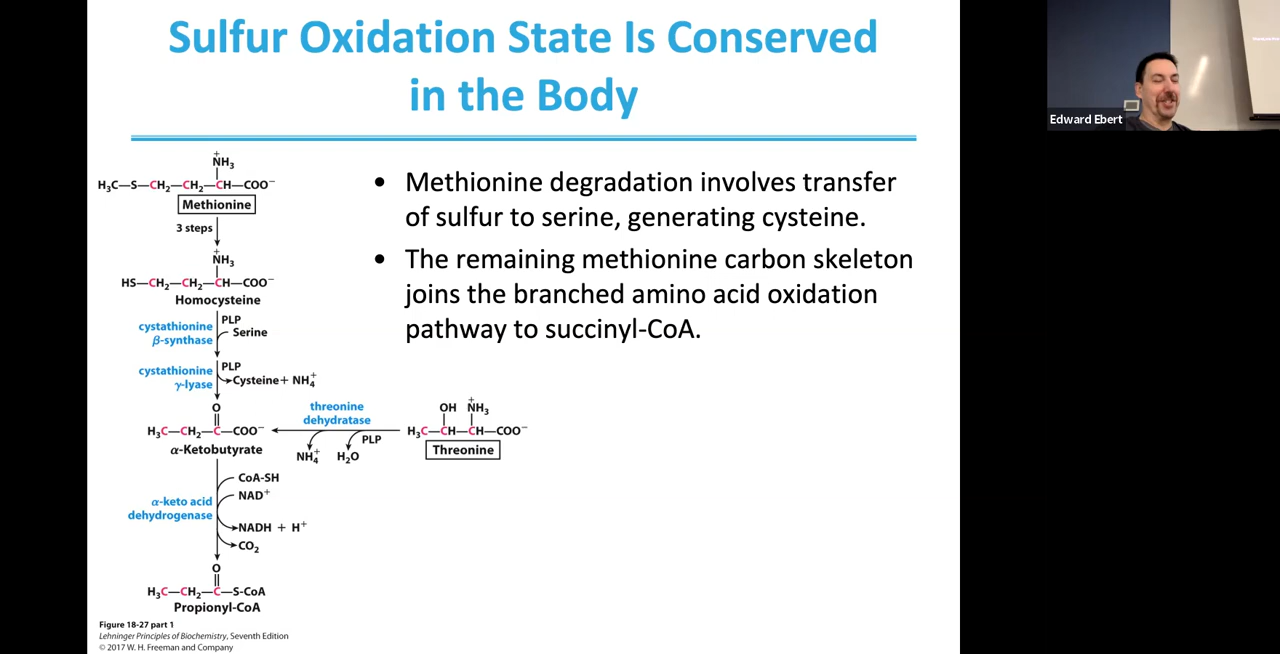 Sulfur Oxidation State Is Conserved
in the Body
Edward Ebert
+
NH3
H3C—S—CH2—CH2—CH—COO−
Methionine
3 steps
+
NH3
HS—CH2—CH2—CH—COO−
Homocysteine
cystathionine
β-synthase
PLP
Serine
cystathionine
γ-lyase
PLP
Cysteine + NH4+
O
H3C—CH2—C—COO−
α-Ketobutyrate
threonine
dehydratase
PLP
NH4+
H2O
OH
+
NH3
H3C—CH—CH—COO−
Threonine
α-keto acid
dehydrogenase
CoA-SH
NAD+
NADH + H+
CO2
O
H3C—CH2—C—S-CoA
Propionyl-CoA
Figure 18-27 part 1
Lehninger Principles of Biochemistry, Seventh Edition
© 2017 W. H. Freeman and Company
• Methionine degradation involves transfer
of sulfur to serine, generating cysteine.
• The remaining methionine carbon skeleton
joins the branched amino acid oxidation
pathway to succinyl-CoA.